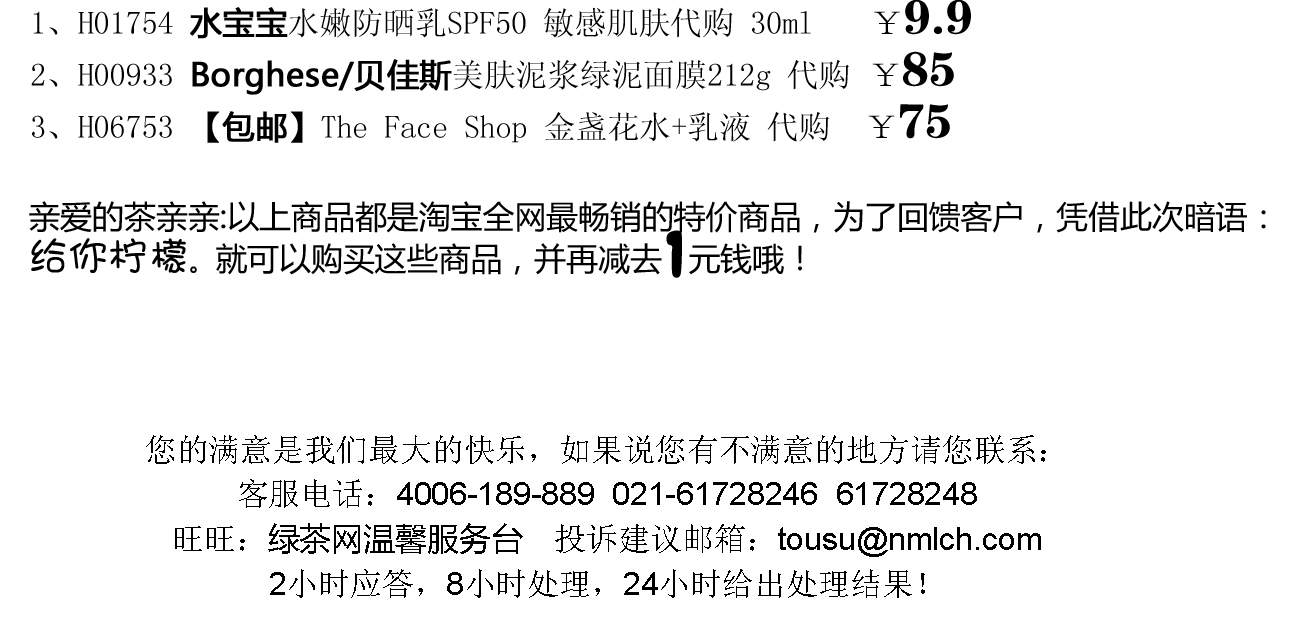 1、H01754 水宝宝水嫩防晒乳SPF50 敏感肌肤代购 30ml ￥9.9
2、H00933 Borghese/贝佳斯美肤泥浆绿泥面膜212g 代购 ￥85
3、H06753 【包邮】The Face Shop 金盏花水+乳液 代购 ￥75
亲爱的茶亲亲:以上商品都是淘宝全网最畅销的特价商品，为了回馈客户，凭借此次暗语：
给你柠檬。就可以购买这些商品，并再减去1元钱哦！
您的满意是我们最大的快乐，如果说您有不满意的地方请您联系：
客服电话：4006-189-889 021-61728246 61728248
旺旺：绿茶网温馨服务台 投诉建议邮箱：tousu@nmlch.com
2小时应答，8小时处理，24小时给出处理结果！